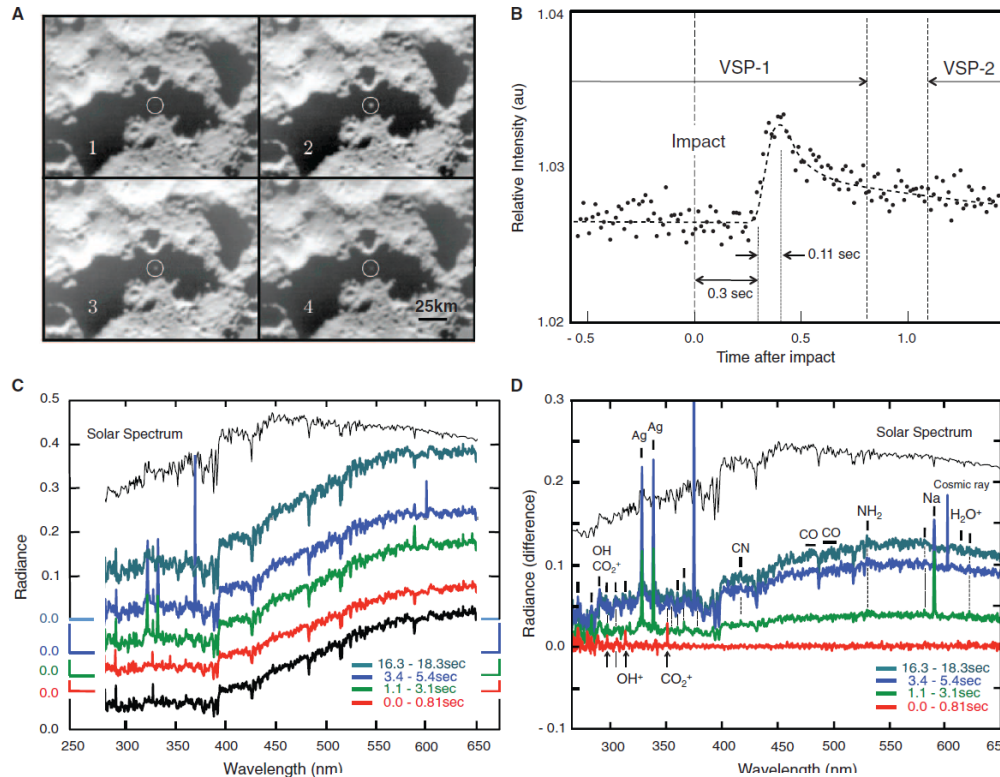 A
1
2
3
4
25km
B
1.04
1.03
1.02
Relative Intensity (au)
VSP-1
VSP-2
Impact
0.11 sec
0.3 sec
- 0.5
0.0
0.5
1.0
Time after impact
C
0.5
0.4
0.3
0.2
0.1
0.0
0.0
0.0
0.0
0.0
Radiance
Solar Spectrum
16.3 - 18.3sec
3.4 - 5.4sec
1.1 - 3.1sec
0.0 - 0.81sec
250
300
350
400
450
500
550
600
650
Wavelength (nm)
D
0.3
0.2
0.1
0.0
- 0.1
Radiance (difference)
Ag
Ag
Solar Spectrum
Cosmic ray
Na
H2O+
NH2
CO
CO
CN
OH
CO2+
OH+
CO2+
16.3 - 18.3sec
3.4 - 5.4sec
1.1 - 3.1sec
0.0 - 0.81sec
300
350
400
450
500
550
600
Wavelength (nm)